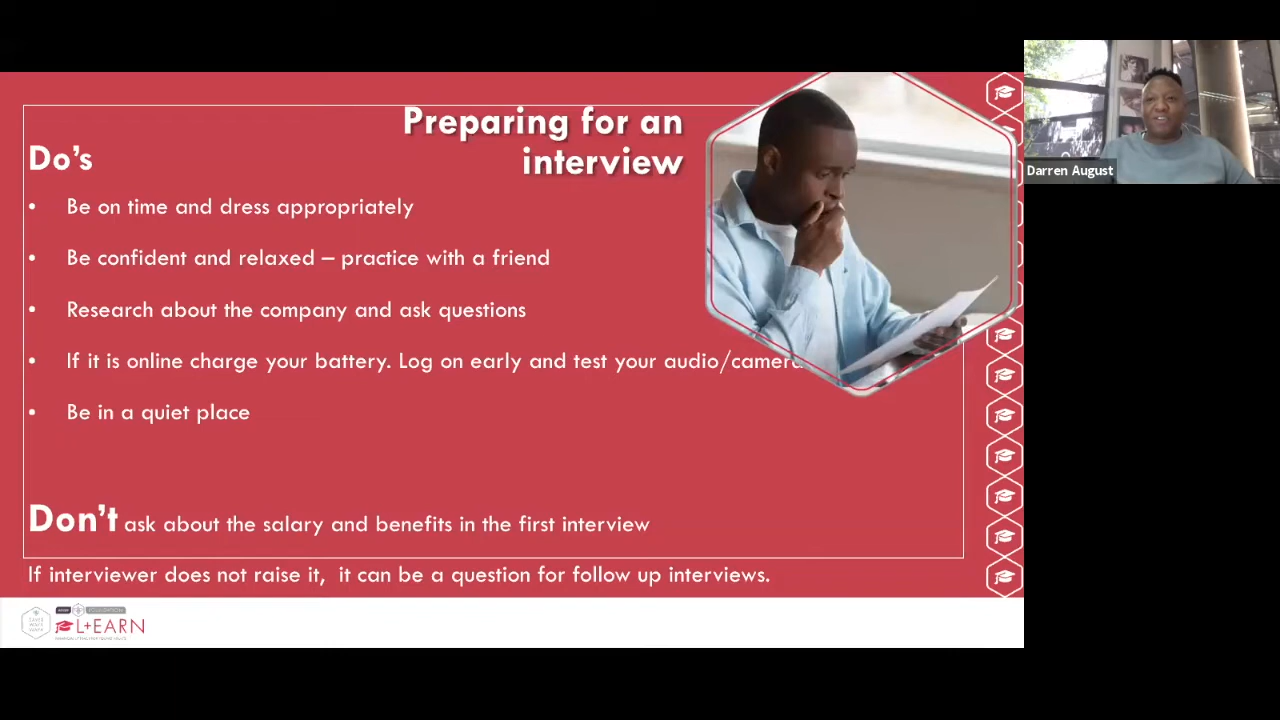 Preparing for an
interview
Do's
• Be on time and dress appropriately
• Be confident and relaxed – practice with a friend
• Research about the company and ask questions
• If it is online charge your battery. Log on early and test your audio/camera
• Be in a quiet place
Don't ask about the salary and benefits in the first interview
If interviewer does not raise it, it can be a question for follow up interviews.
FOUNDATION
L+EARN
Darren August